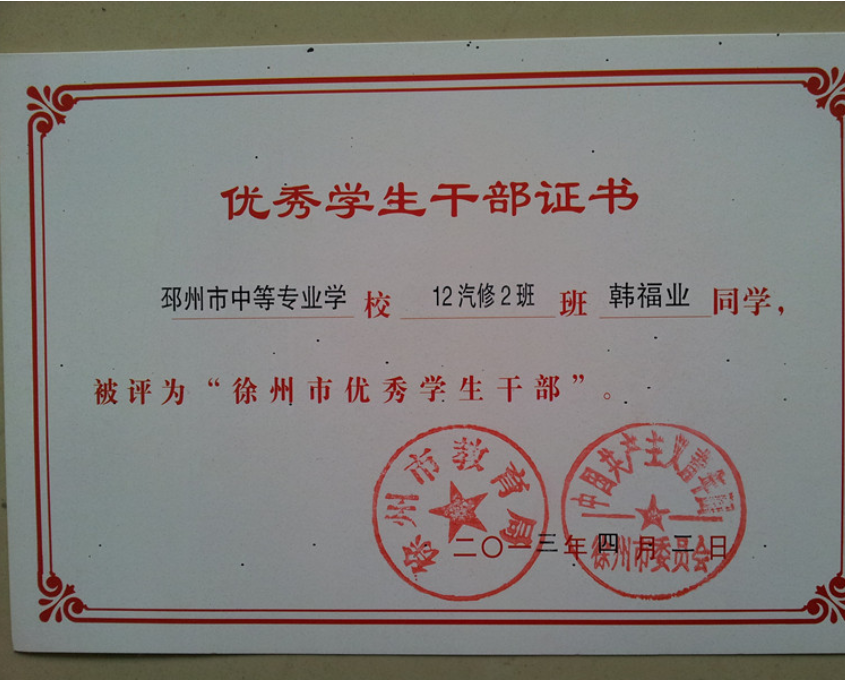 优秀学生干部证书
邳州市中等专业学校 12汽修2班 班 韩福业 同学，
被评为“徐州市优秀学生干部”。
徐州市教育局
中国共产主义青年团
徐州市委员会
二〇一三年四月三日